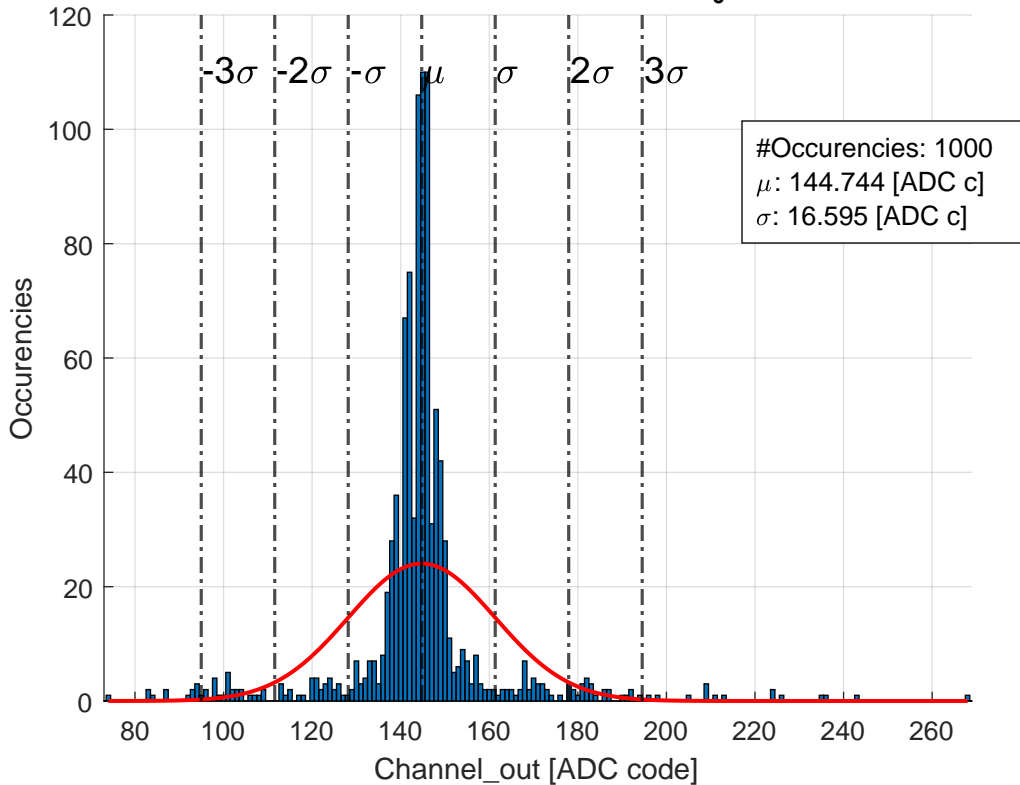 120
100
80
60
40
20
0
Occurencies
-3σ -2σ -σ μ σ 2σ 3σ
#Occurencies: 1000
μ: 144.744 [ADC c]
σ: 16.595 [ADC c]
80 100 120 140 160 180 200 220 240 260
Channel_out [ADC code]